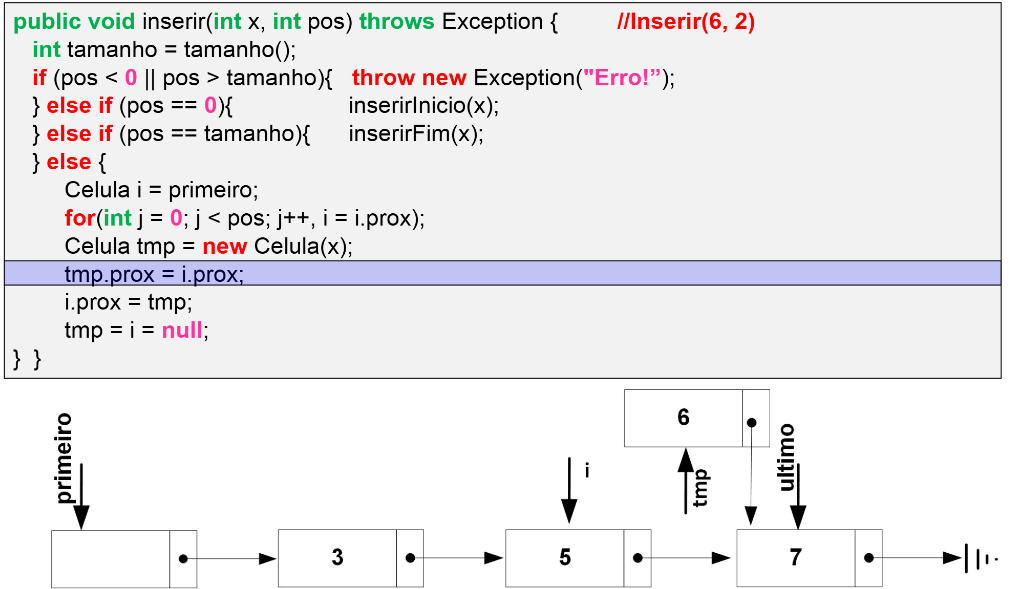 public void inserir(int x, int pos) throws Exception { //Inserir(6, 2)
int tamanho = tamanho();
if (pos < 0 || pos > tamanho){ throw new Exception("Erro!”);
} else if (pos == 0){ inserirInicio(x);
} else if (pos == tamanho){ inserirFim(x);
} else {
Celula i = primeiro;
for(int j = 0; j < pos; j++, i = i.prox);
Celula tmp = new Celula(x);
tmp.prox = i.prox;
i.prox = tmp;
tmp = i = null;
} }
6
primeiro
i
tmp
ultimo
3
5
7